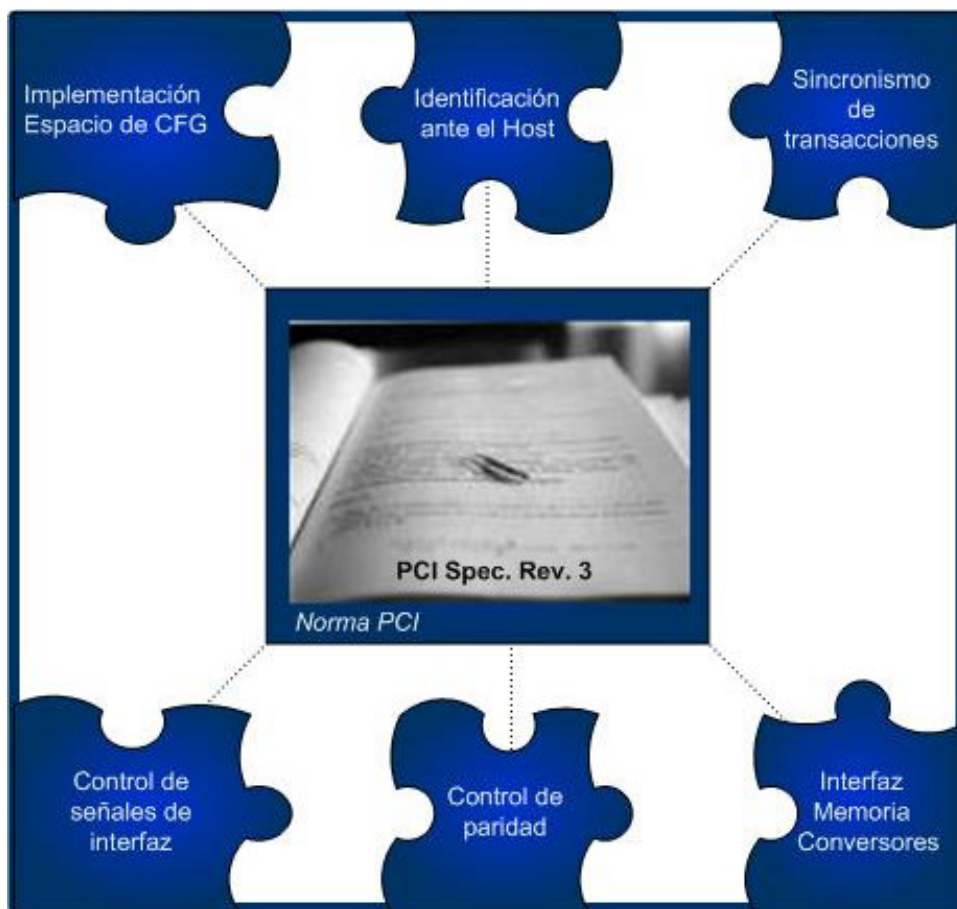 Implementación
Espacio de CFG
Identificación
ante el Host
Sincronismo
de
transacciones
PCI Spec. Rev. 3
Norma PCI
Control de
señales de
interfaz
Control de
paridad
Interfaz
Memoria
Conversores